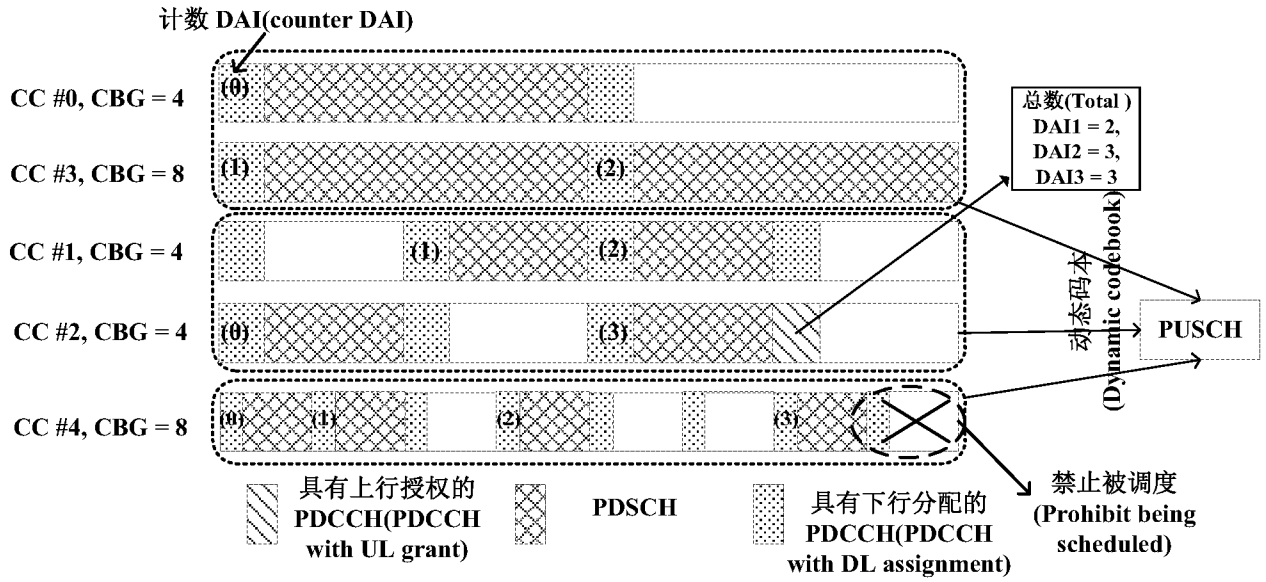 计数 DAI(counter DAI)
CC #0, CBG = 4
(0)
CC #3, CBG = 8
(1)
(2)
总数(Total )
DAI1 = 2,
DAI2 = 3,
DAI3 = 3
CC #1, CBG = 4
(1)
(2)
CC #2, CBG = 4
(0)
(3)
动态码本
(Dynamic codebook)
PUSCH
CC #4, CBG = 8
(0)
(1)
(2)
(3)
具有上行授权的
PDCCH(PDCCH
with UL grant)
PDSCH
具有下行分配的
PDCCH(PDCCH
with DL assignment)
禁止被调度
(Prohibit being
scheduled)